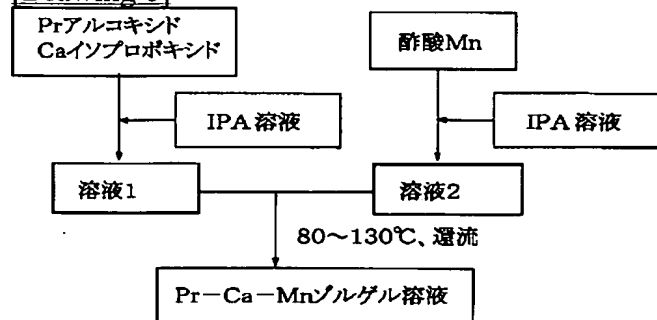 Prアルコキシド
Caイソプロポキシド
酢酸Mn
IPA溶液
IPA溶液
溶液1
溶液2
80～130℃、還流
Pr－Ca－Mnゾルゲル溶液